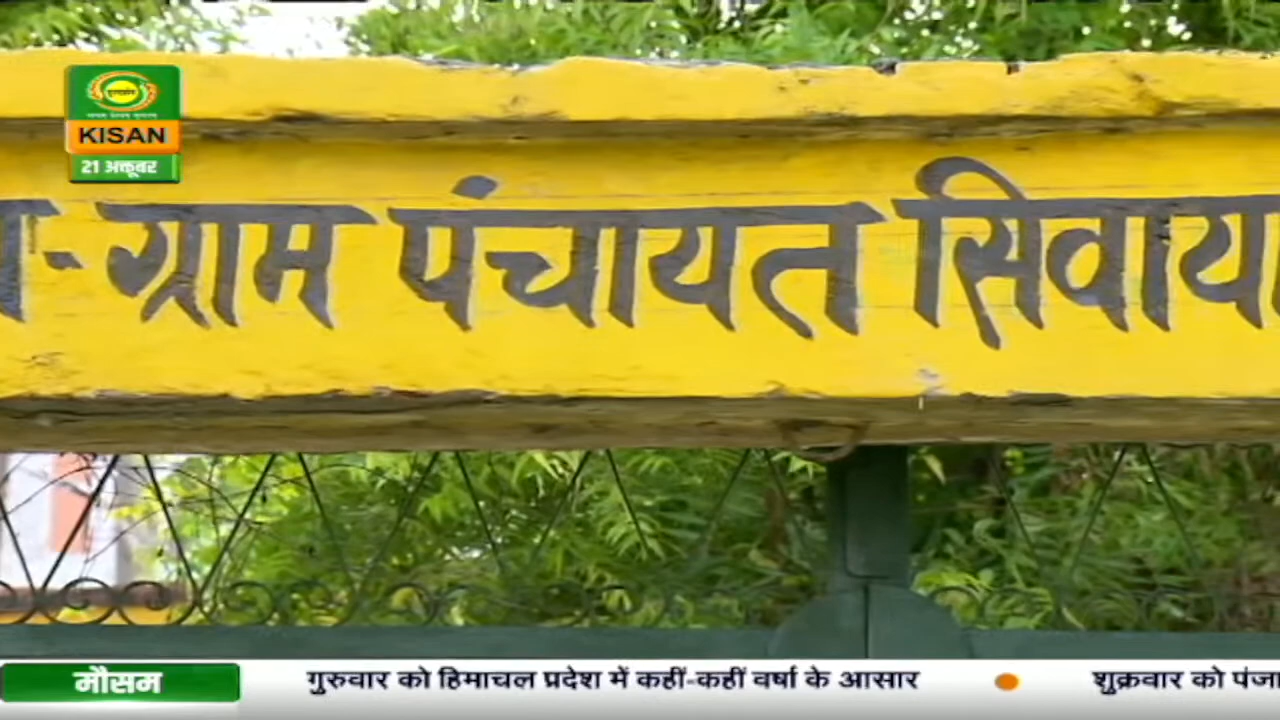 KISAN
21 अक्टूबर
- ग्राम पंचायत
मौसम गुरुवार को हिमाचल प्रदेश में कहीं-कहीं वर्षा के आसार शुक्रवार को